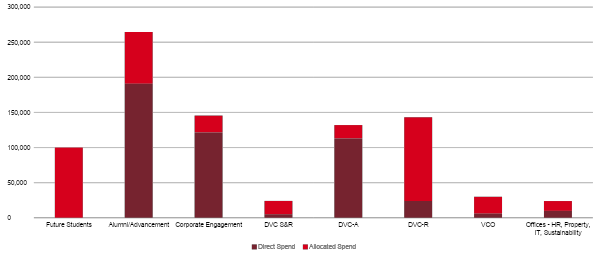 300,000
250,000
200,000
150,000
100,000
50,000
0
Future Students
Alumni/Advancement
Corporate Engagement
DVC S&R
DVC-A
DVC-R
VCO
Offices - HR, Property,
IT, Sustainability
Direct Spend
Allocated Spend